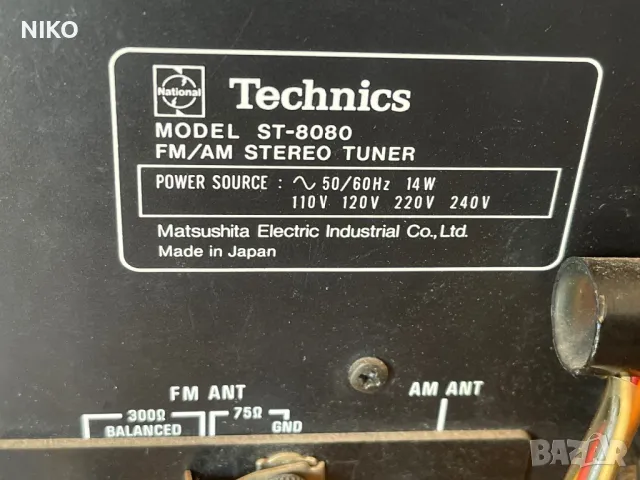 NIKO
National
Technics
MODEL ST-8080
FM/AM STEREO TUNER
POWER SOURCE : ∿ 50/60Hz 14W
110V 120V 220V 240V
Matsushita Electric Industrial Co., Ltd.
Made in Japan
FM ANT
AM ANT
300Ω 75Ω
BALANCED GND
BAZAR
bg